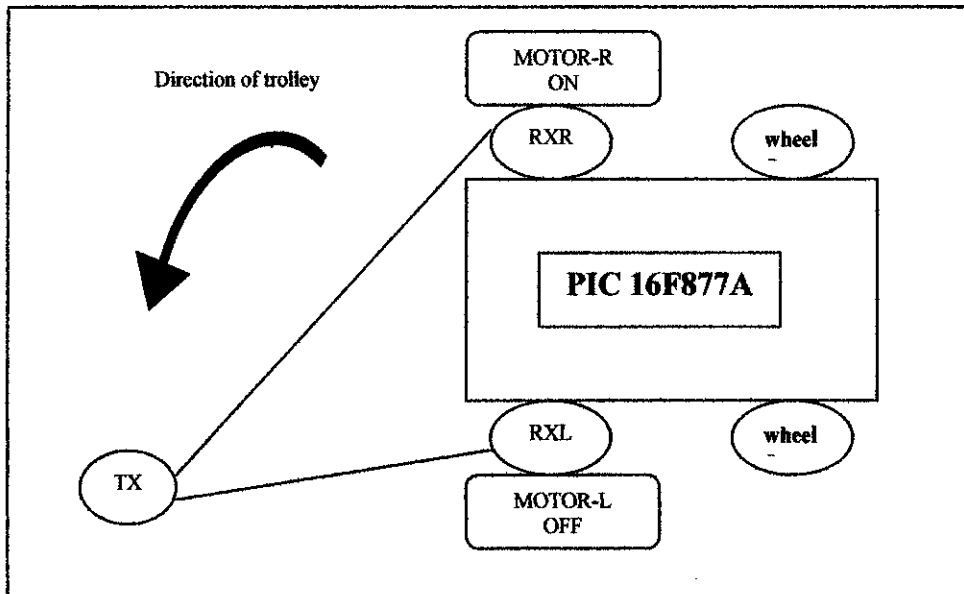 MOTOR-R
ON
Direction of trolley
RXR
wheel
PIC 16F877A
RXL
wheel
TX
MOTOR-L
OFF